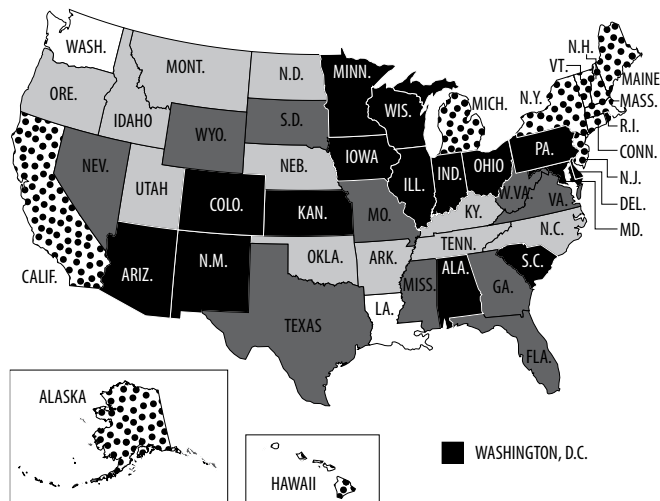 WASH.
N.H.
VT.
MONT.
N.D.
MINN.
MAINE
ORE.
N.Y.
MASS.
WIS.
MICH.
IDAHO
S.D.
R.I.
WYO.
CONN.
IOWA
PA.
NEB.
N.J.
NEV.
OHIO
ILL.
IND.
UTAH
DEL.
W.VA.
VA.
COLO.
KAN.
MO.
KY.
MD.
N.C.
TENN.
CALIF.
ARIZ.
N.M.
OKLA.
ARK.
S.C.
MISS.
ALA.
GA.
LA.
TEXAS
FLA.
ALASKA
WASHINGTON, D.C.
HAWAII